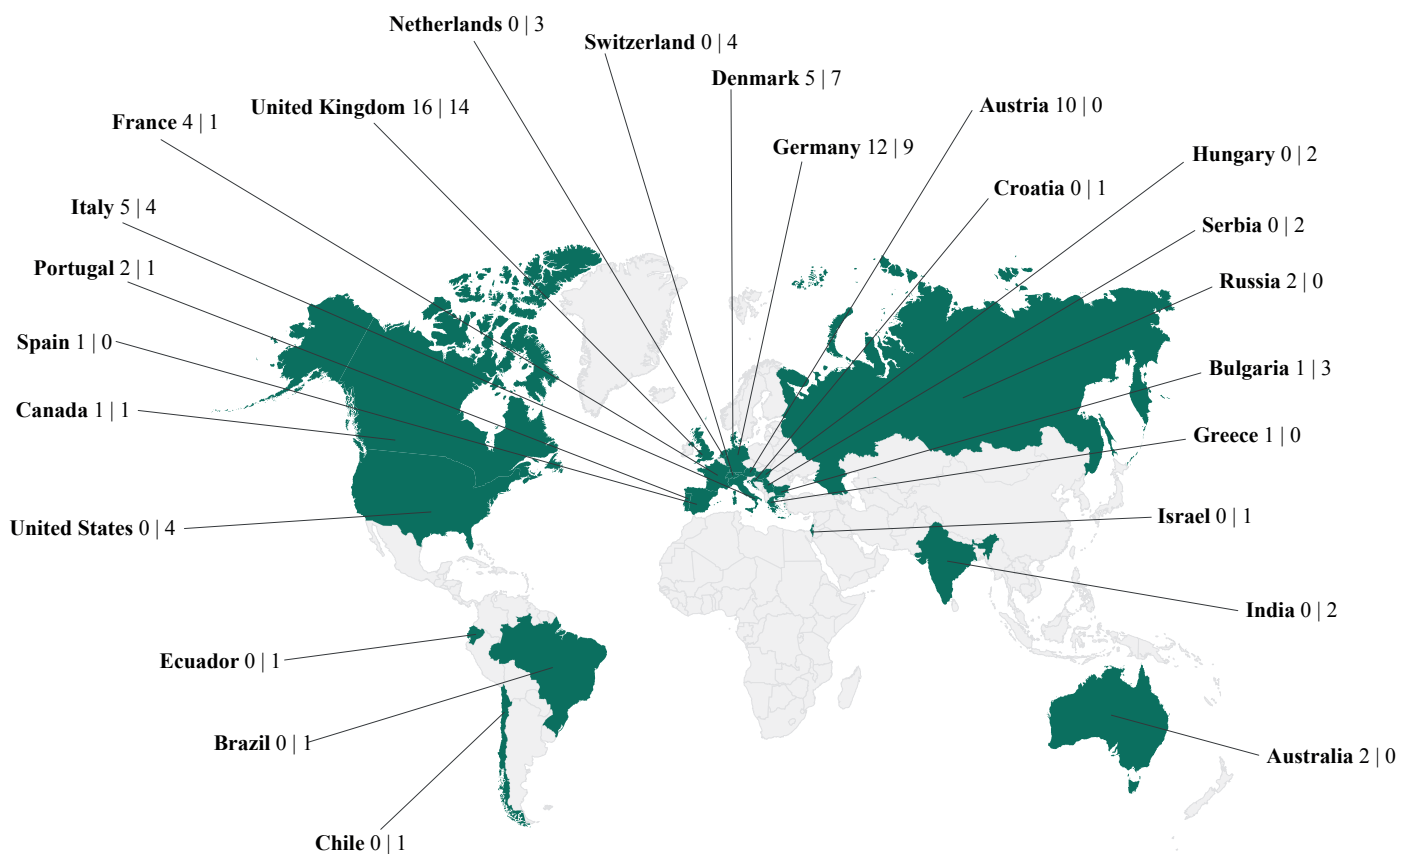 Netherlands 0 | 3
Switzerland 0 | 4
Denmark 5 | 7
United Kingdom 16 | 14
Austria 10 | 0
France 4 | 1
Germany 12 | 9
Hungary 0 | 2
Croatia 0 | 1
Italy 5 | 4
Serbia 0 | 2
Portugal 2 | 1
Russia 2 | 0
Spain 1 | 0
Bulgaria 1 | 3
Canada 1 | 1
Greece 1 | 0
Israel 0 | 1
United States 0 | 4
India 0 | 2
Ecuador 0 | 1
Brazil 0 | 1
Australia 2 | 0
Chile 0 | 1